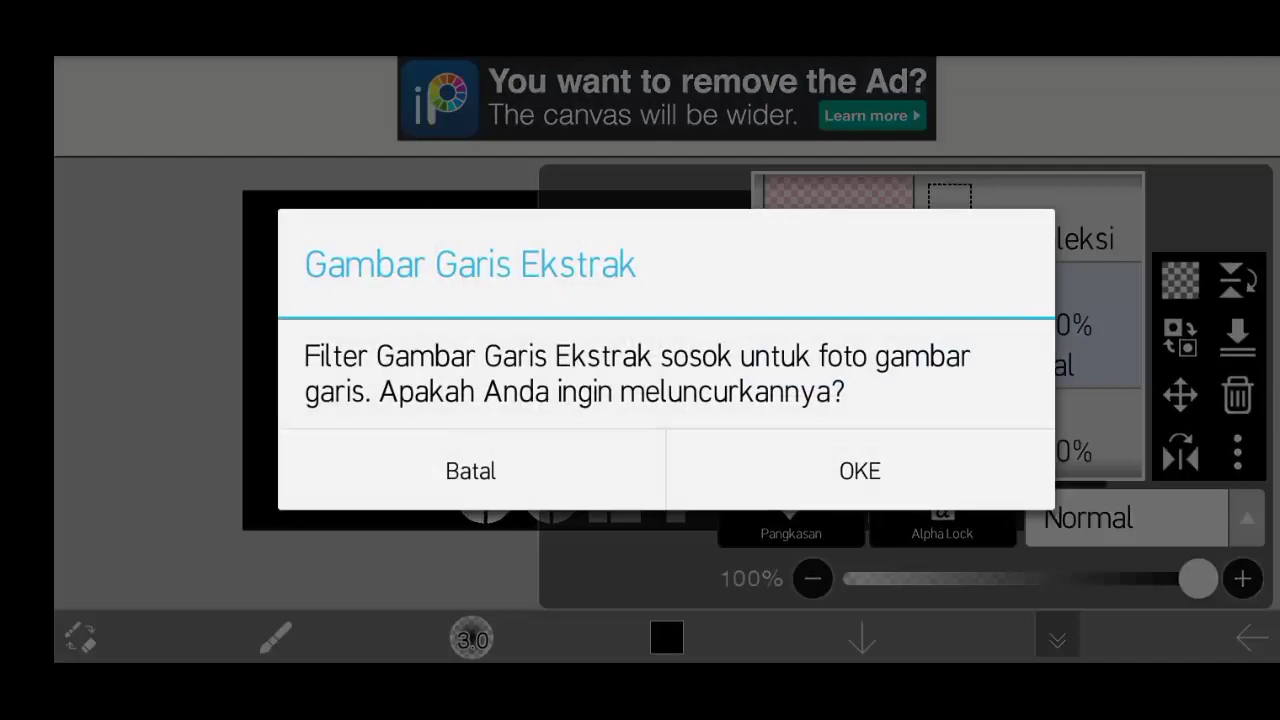 iP
You want to remove the Ad?
The canvas will be wider.
Learn more
leksi
Gambar Garis Ekstrak
0%
al
Filter Gambar Garis Ekstrak sosok untuk foto gambar
garis. Apakah Anda ingin meluncurkannya?
0%
Batal
OKE
Normal
Pangkasan
Alpha Lock
100%
3.0